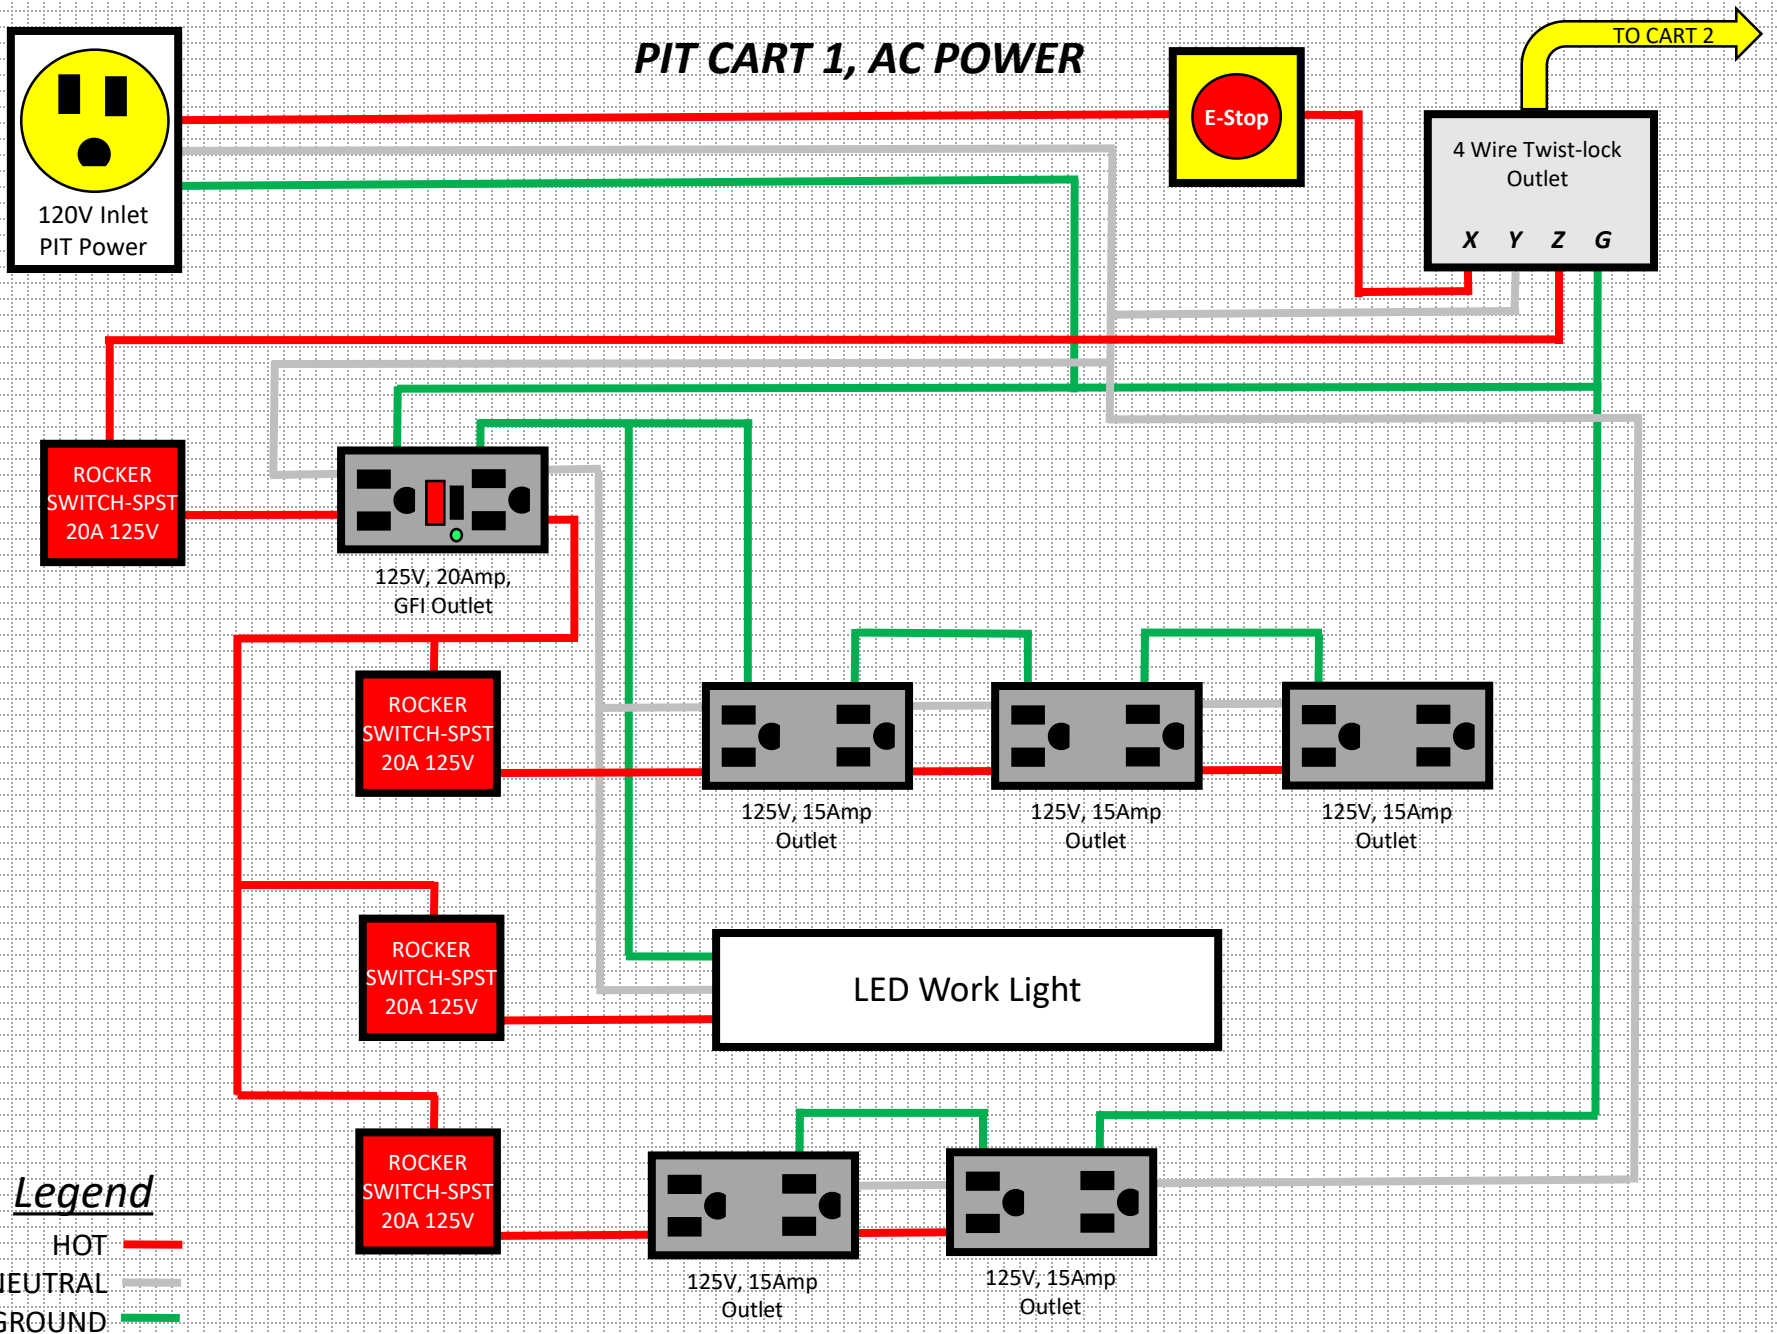 PIT CART 1, AC POWER
TO CART 2
E-Stop
4 Wire Twist-lock
Outlet
X Y Z G
120V Inlet
PIT Power
ROCKER
SWITCH-SPST
20A 125V
125V, 20Amp,
GFI Outlet
ROCKER
SWITCH-SPST
20A 125V
125V, 15Amp
Outlet
125V, 15Amp
Outlet
125V, 15Amp
Outlet
ROCKER
SWITCH-SPST
20A 125V
LED Work Light
ROCKER
SWITCH-SPST
20A 125V
125V, 15Amp
Outlet
125V, 15Amp
Outlet
Legend
HOT
NEUTRAL
GROUND